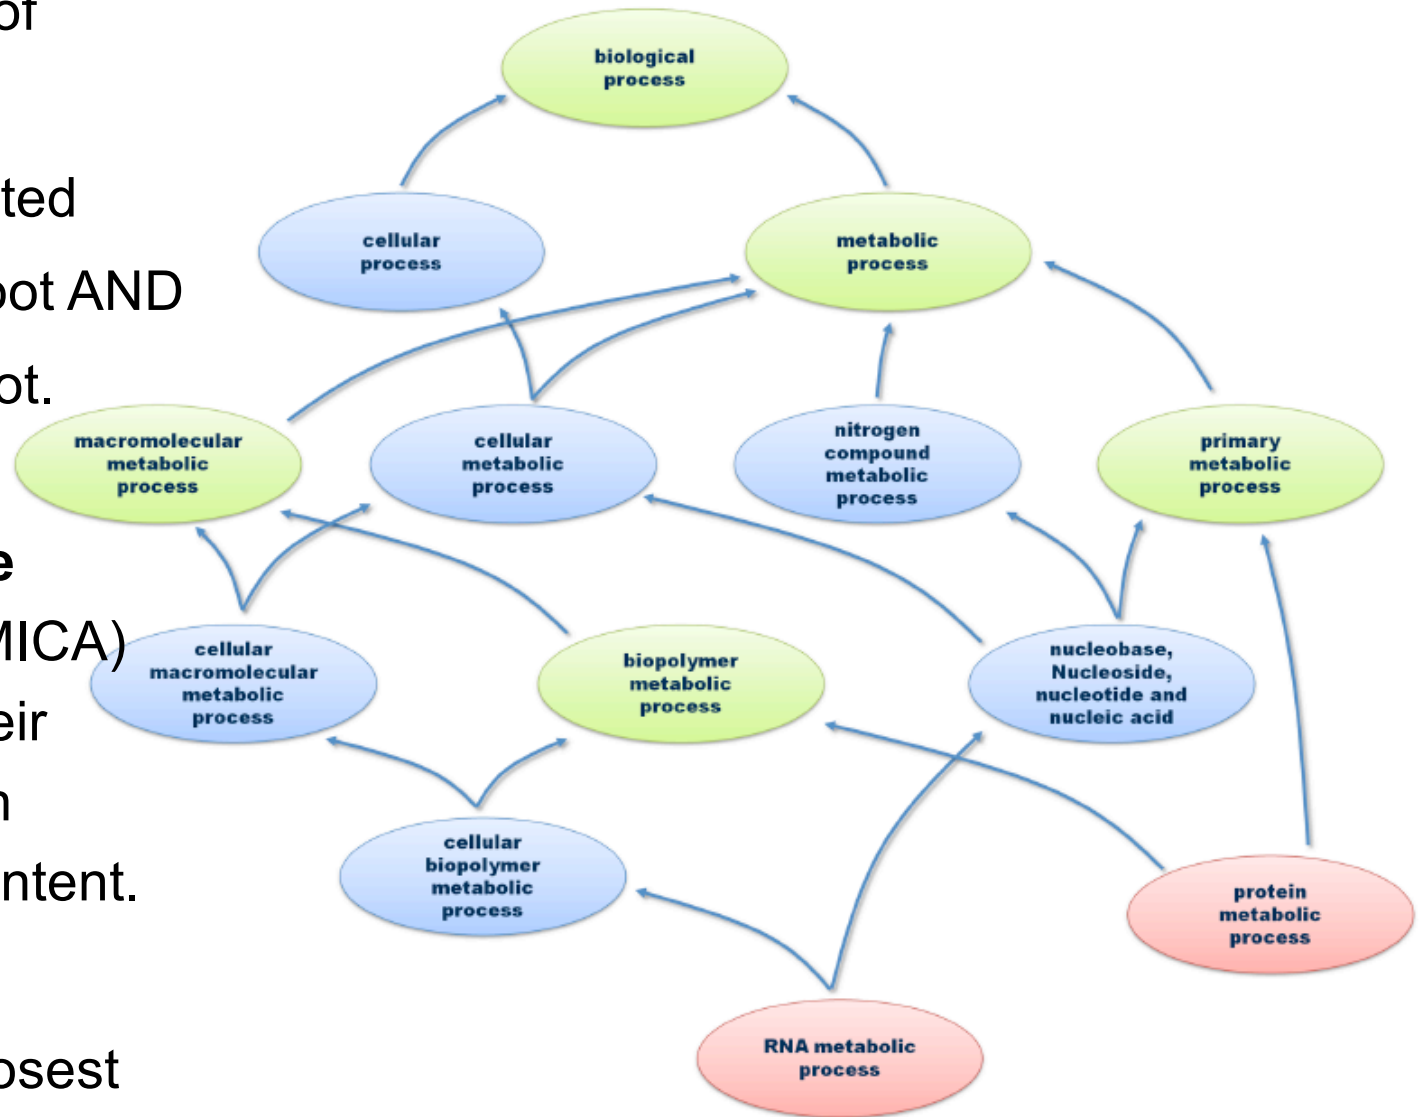 of
ted
oot AND
ot.
e
MICA)
eir
n
ntent.
osest
biological
process
cellular
process
metabolic
process
macromolecular
metabolic
process
cellular
metabolic
process
nitrogen
compound
metabolic
process
primary
metabolic
process
cellular
macromolecular
metabolic
process
biopolymer
metabolic
process
nucleobase,
Nucleoside,
nucleotide and
nucleic acid
cellular
biopolymer
metabolic
process
protein
metabolic
process
RNA metabolic
process